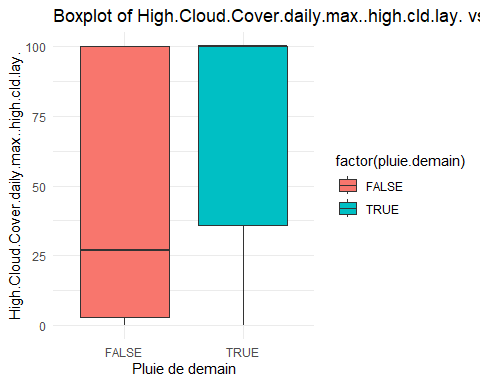 Boxplot of High.Cloud.Cover.daily.max..high.cld.lay. vs
High.Cloud.Cover.daily.max..high.cld.lay.
100
75
50
25
0
FALSE
TRUE
Pluie de demain
factor(pluie.demain)
FALSE
TRUE